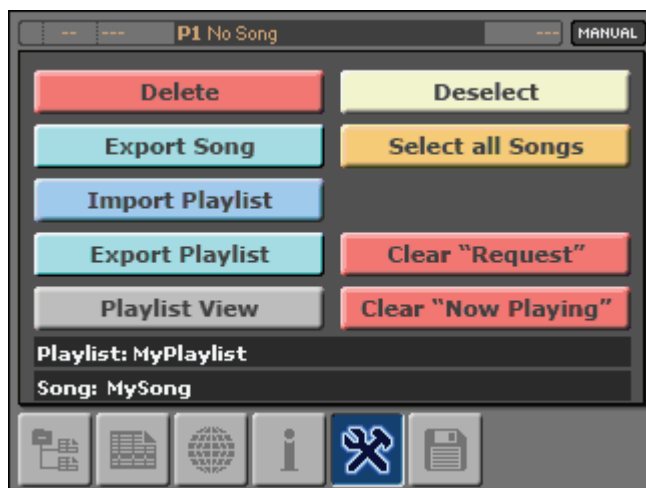 -- --- P1 No Song --- MANUAL
Delete Deselect
Export Song Select all Songs
Import Playlist
Export Playlist Clear “Request”
Playlist View Clear “Now Playing”
Playlist: MyPlaylist
Song: MySong